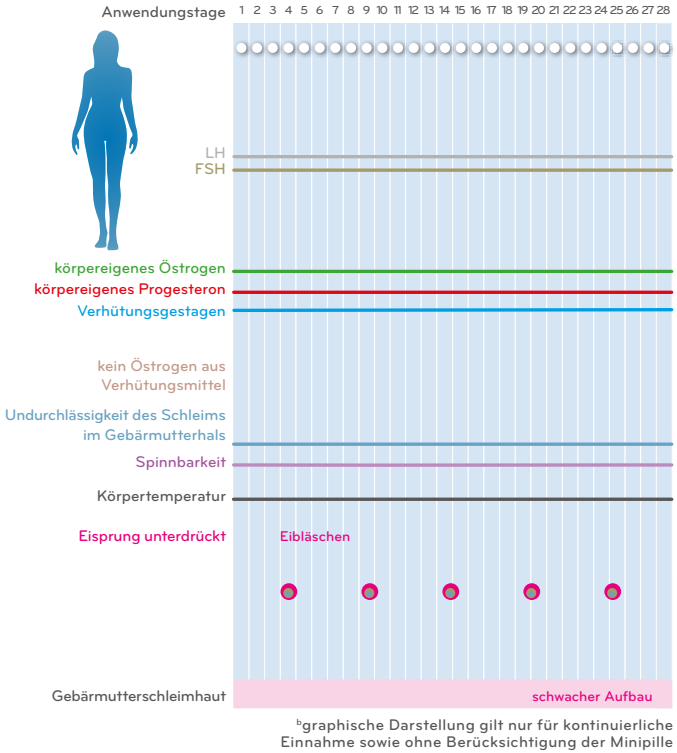 Anwendungstage 1 2 3 4 5 6 7 8 9 10 11 12 13 14 15 16 17 18 19 20 21 22 23 24 25 26 27 28
LH
FSH
körpereigenes Östrogen
körpereigenes Progesteron
Verhütungsgestagen
kein Östrogen aus
Verhütungsmittel
Undurchlässigkeit des Schleims
im Gebärmutterhals
Spinnbarkeit
Körpertemperatur
Eisprung unterdrückt Eibläschen
Gebärmutterschleimhaut schwacher Aufbau
ᵇgraphische Darstellung gilt nur für kontinuierliche
Einnahme sowie ohne Berücksichtigung der Minipille